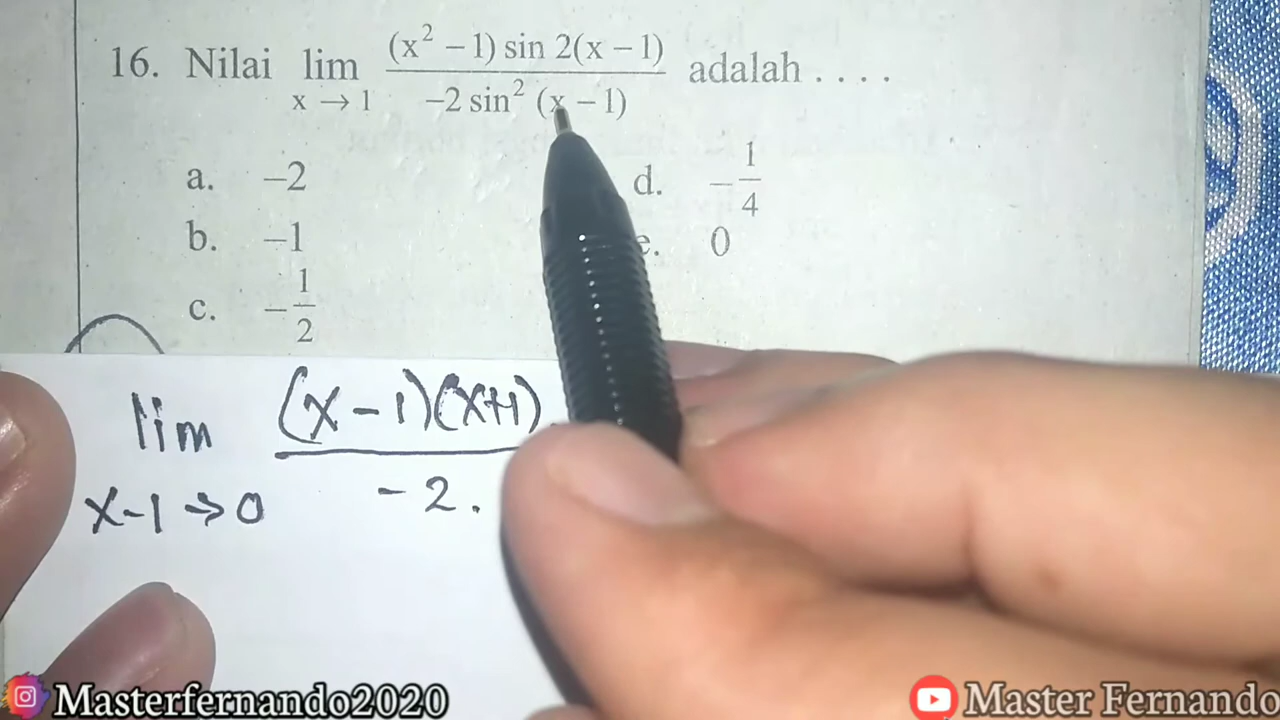 16. Nilai lim x → 1 (x² − 1) sin 2(x − 1) / −2 sin² (x − 1) adalah . . . .
a. −2
b. −1
c. −1/2
d. −1/4
e. 0
lim x-1 → 0 (x-1)(x+1) / -2.
Masterfernando2020
Master Fernando